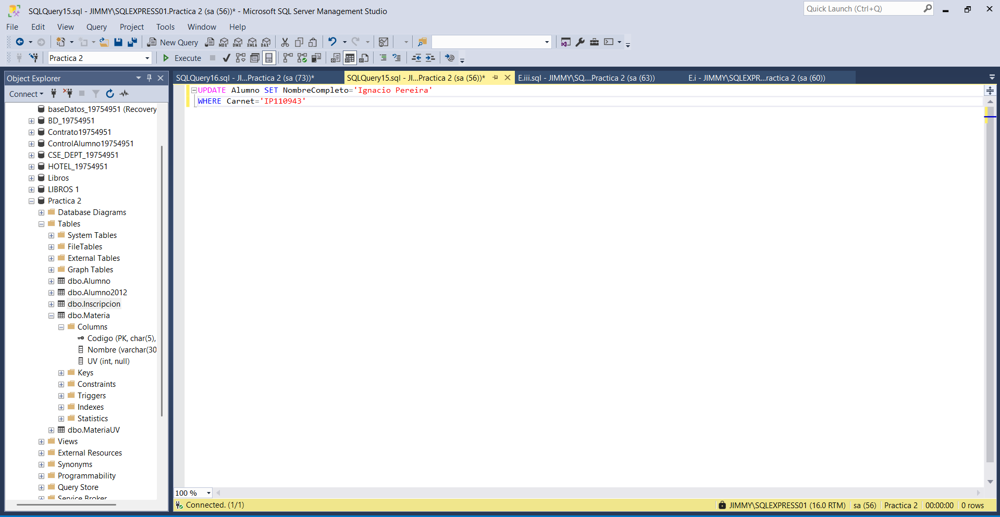 SQLQuery15.sql - JIMMY\SQLEXPRESS01.Practica 2 (sa (56))* - Microsoft SQL Server Management Studio
Quick Launch (Ctrl+Q)
File Edit View Query Project Tools Window Help
New Query MDX DMX XMLA DAX
Practica 2 Execute
Object Explorer
SQLQuery16.sql - JI...Practica 2 (sa (73))* SQLQuery15.sql - JI...Practica 2 (sa (56))* E.iii.sql - JIMMY\SQ....Practica 2 (sa (63)) E.i - JIMMY\SQLEXPR...ractica 2 (sa (60))
Connect
UPDATE Alumno SET NombreCompleto='Ignacio Pereira'
WHERE Carnet='IP110943'
baseDatos_19754951 (Recovery
BD_19754951
Contrato19754951
ControlAlumno19754951
CSE_DEPT_19754951
HOTEL_19754951
Libros
LIBROS 1
Practica 2
Database Diagrams
Tables
System Tables
FileTables
External Tables
Graph Tables
dbo.Alumno
dbo.Alumno2012
dbo.Inscripcion
dbo.Materia
Columns
Codigo (PK, char(5),
Nombre (varchar(30
UV (int, null)
Keys
Constraints
Triggers
Indexes
Statistics
dbo.MateriaUV
Views
External Resources
Synonyms
Programmability
Query Store
Service Broker
100 %
Connected. (1/1)
JIMMY\SQLEXPRESS01 (16.0 RTM) sa (56) Practica 2 00:00:00 0 rows